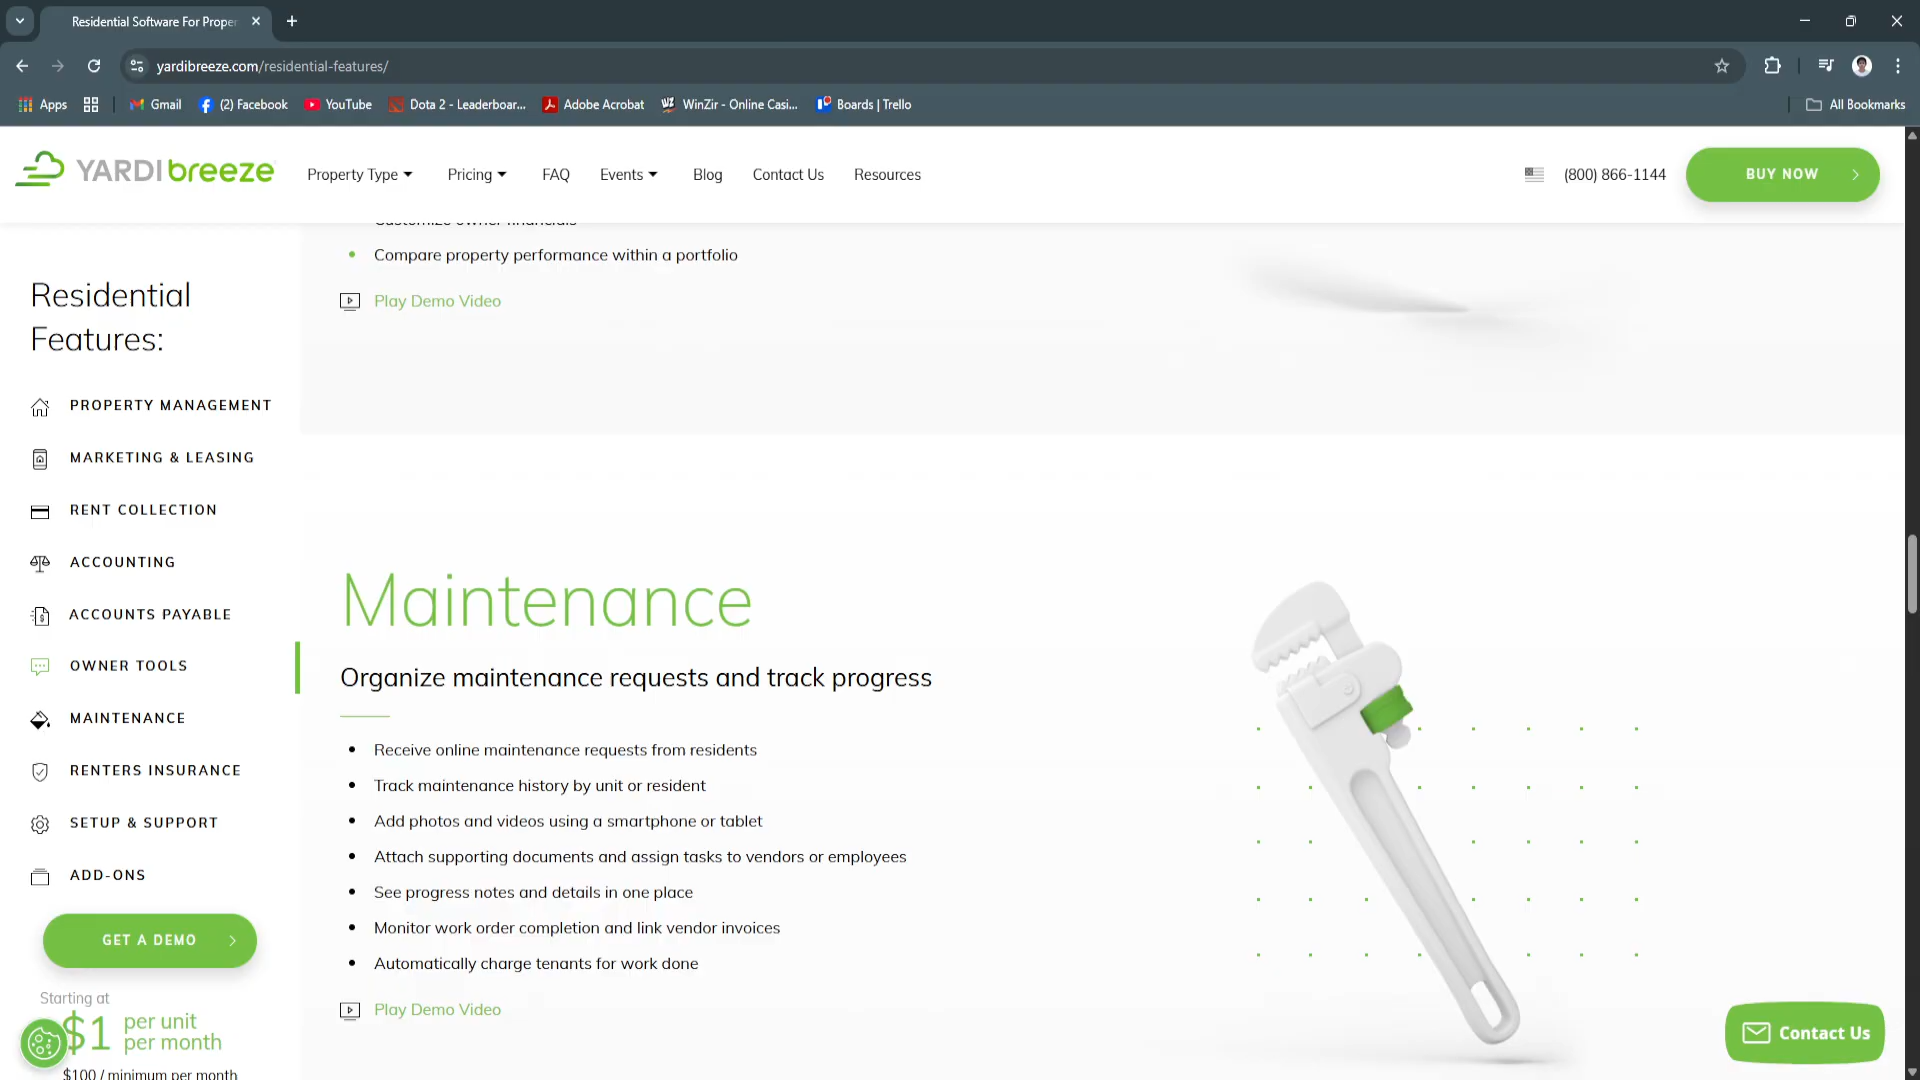 Residential Software For Proper
yardibreeze.com/residential-features/
Apps
Gmail
(2) Facebook
YouTube
Dota 2 - Leaderboar...
Adobe Acrobat
WinZir - Online Casi...
Boards | Trello
All Bookmarks
YARDI breeze
Property Type
Pricing
FAQ
Events
Blog
Contact Us
Resources
(800) 866-1144
BUY NOW
Customize owner financials
Compare property performance within a portfolio
Play Demo Video
Residential
Features:
PROPERTY MANAGEMENT
MARKETING & LEASING
RENT COLLECTION
ACCOUNTING
ACCOUNTS PAYABLE
OWNER TOOLS
MAINTENANCE
RENTERS INSURANCE
SETUP & SUPPORT
ADD-ONS
GET A DEMO
Starting at
$1 per unit
per month
$100 / minimum per month
Maintenance
Organize maintenance requests and track progress
Receive online maintenance requests from residents
Track maintenance history by unit or resident
Add photos and videos using a smartphone or tablet
Attach supporting documents and assign tasks to vendors or employees
See progress notes and details in one place
Monitor work order completion and link vendor invoices
Automatically charge tenants for work done
Play Demo Video
Contact Us